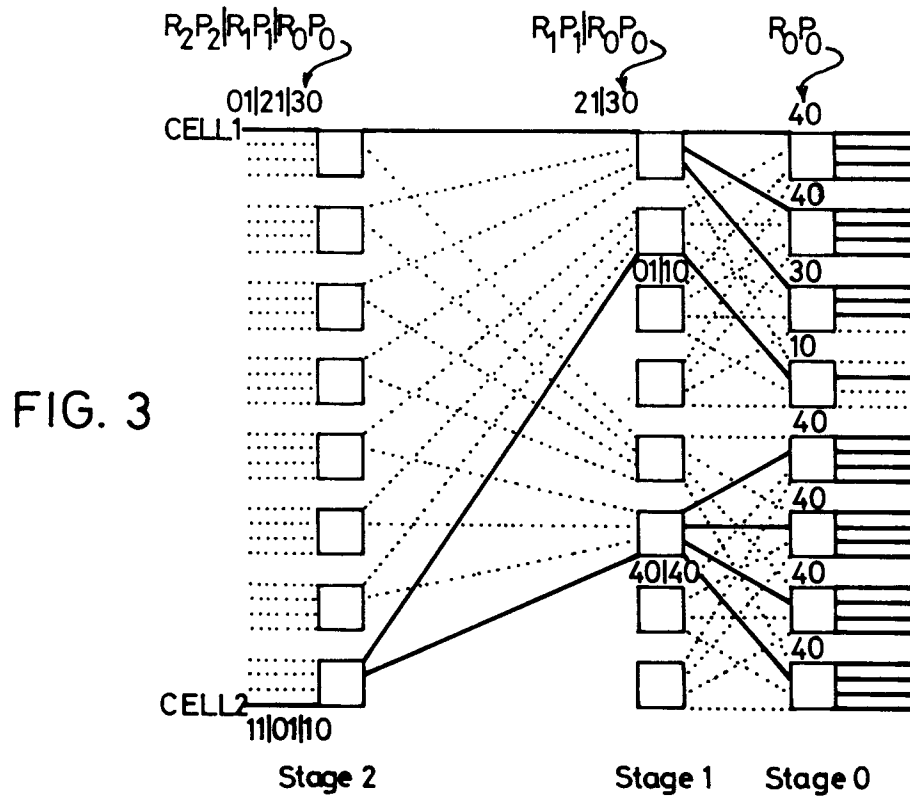 R₂P₂|R₁P₁|R₀P₀ R₁P₁|R₀P₀ R₀P₀
01|21|30 21|30 40
CELL1
40
01|10 30
10
FIG. 3
40
40
40|40 40
40
CELL2
11|01|10
Stage 2 Stage 1 Stage 0